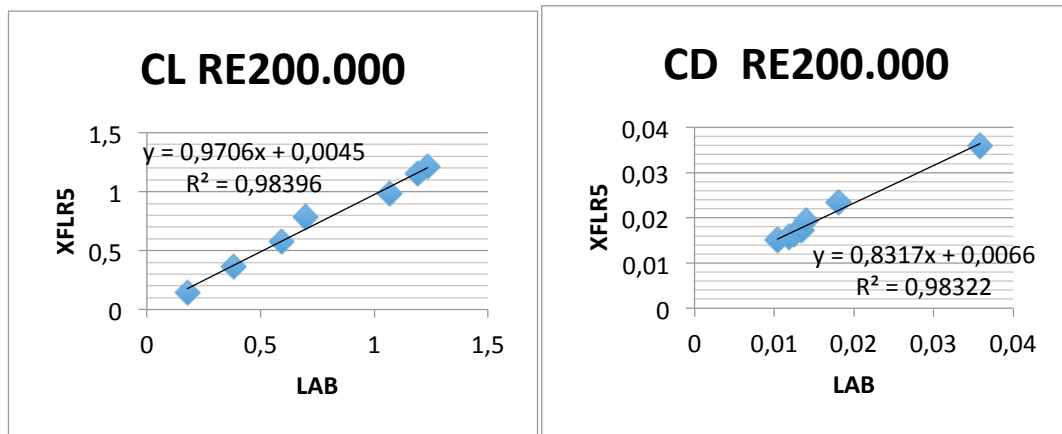 CL RE200.000
XFLR5
1,5
1
0,5
0
y = 0,9706x + 0,0045
R² = 0,98396
0 0,5 1 1,5
LAB
CD RE200.000
XFLR5
0,04
0,03
0,02
0,01
0
y = 0,8317x + 0,0066
R² = 0,98322
0 0,01 0,02 0,03 0,04
LAB